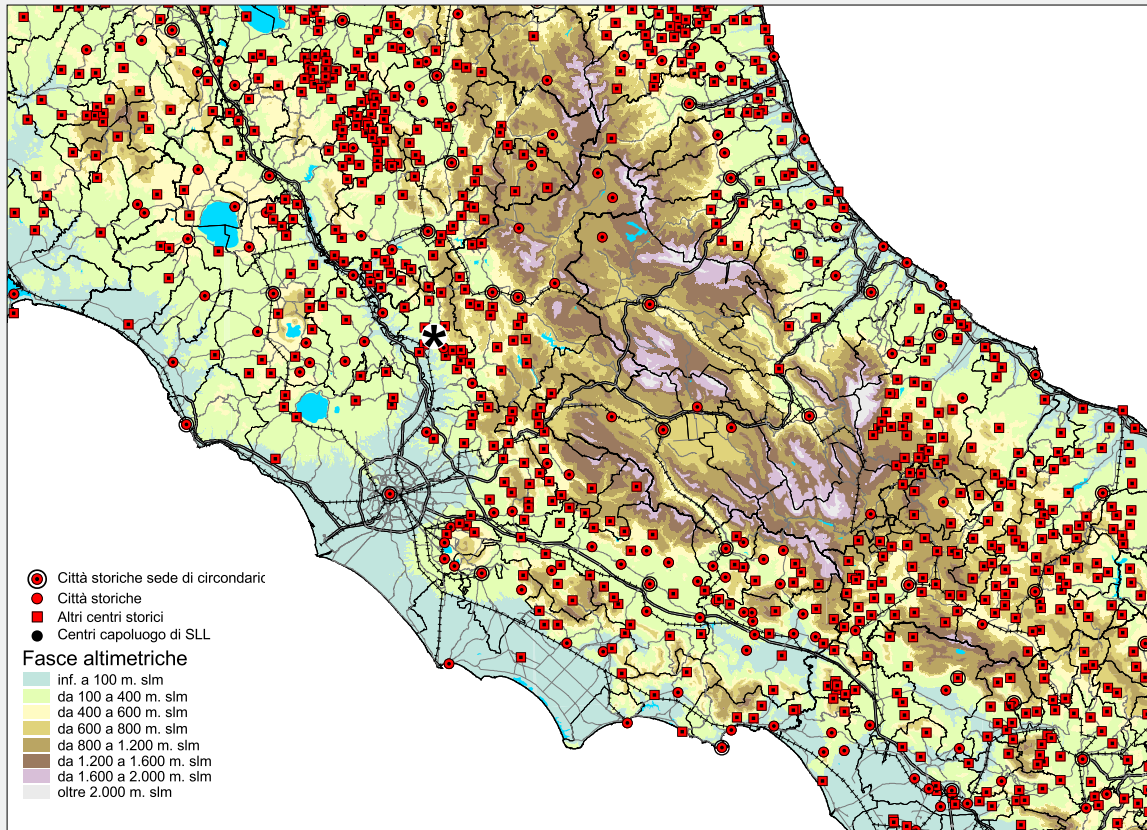 Città storiche sede di circondaric
Città storiche
Altri centri storici
Centri capoluogo di SLL
Fasce altimetriche
inf. a 100 m. slm
da 100 a 400 m. slm
da 400 a 600 m. slm
da 600 a 800 m. slm
da 800 a 1.200 m. slm
da 1.200 a 1.600 m. slm
da 1.600 a 2.000 m. slm
oltre 2.000 m. slm